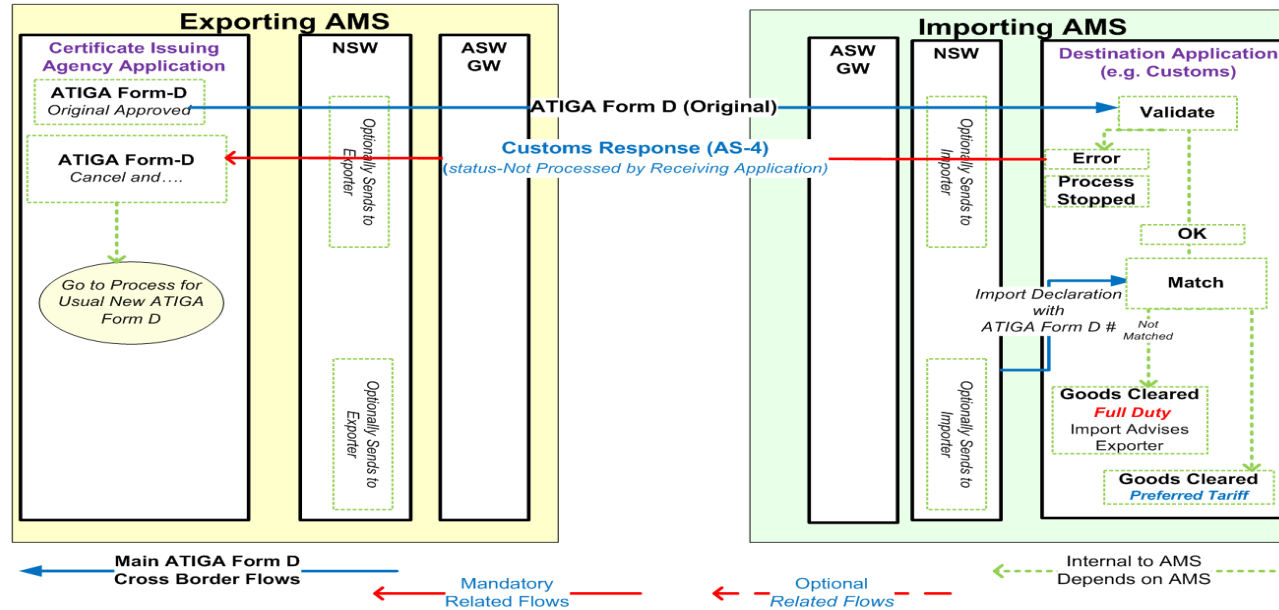 Exporting AMS
Certificate Issuing
Agency Application
NSW
ASW
GW
ATIGA Form-D
Original Approved
ATIGA Form-D
Cancel and….
Go to Process for
Usual New ATIGA
Form D
Optionally Sends to
Exporter
Optionally Sends to
Exporter
ATIGA Form D (Original)
Customs Response (AS-4)
(status-Not Processed by Receiving Application)
Importing AMS
ASW
GW
NSW
Destination Application
(e.g. Customs)
Optionally Sends to
Importer
Optionally Sends to
Importer
Validate
Error
Process
Stopped
OK
Match
Import Declaration
with
ATIGA Form D #
Not
Matched
Goods Cleared
Full Duty
Import Advises
Exporter
Goods Cleared
Preferred Tariff
Main ATIGA Form D
Cross Border Flows
Mandatory
Related Flows
Optional
Related Flows
Internal to AMS
Depends on AMS